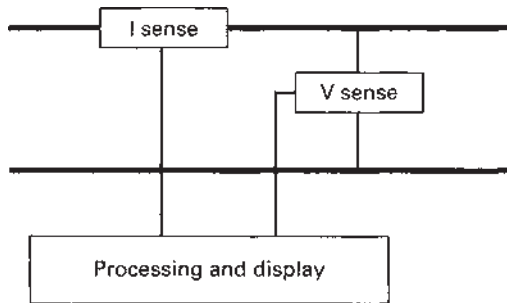 I sense
V sense
Processing and display